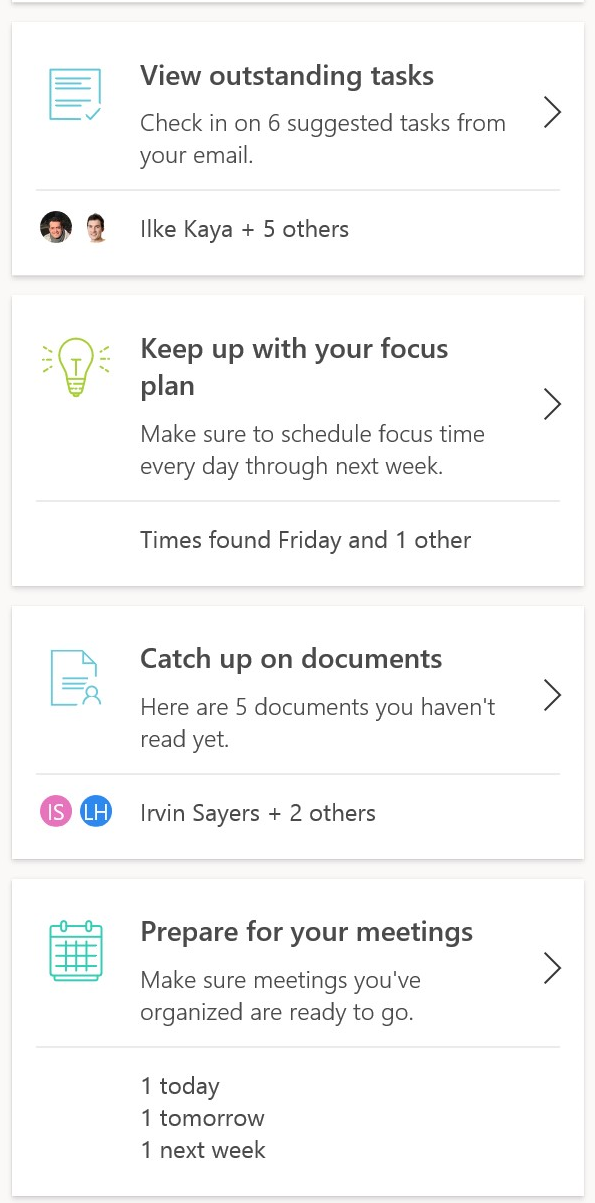 View outstanding tasks
Check in on 6 suggested tasks from
your email.
Ilke Kaya + 5 others
Keep up with your focus
plan
Make sure to schedule focus time
every day through next week.
Times found Friday and 1 other
Catch up on documents
Here are 5 documents you haven't
read yet.
IS LH Irvin Sayers + 2 others
Prepare for your meetings
Make sure meetings you've
organized are ready to go.
1 today
1 tomorrow
1 next week